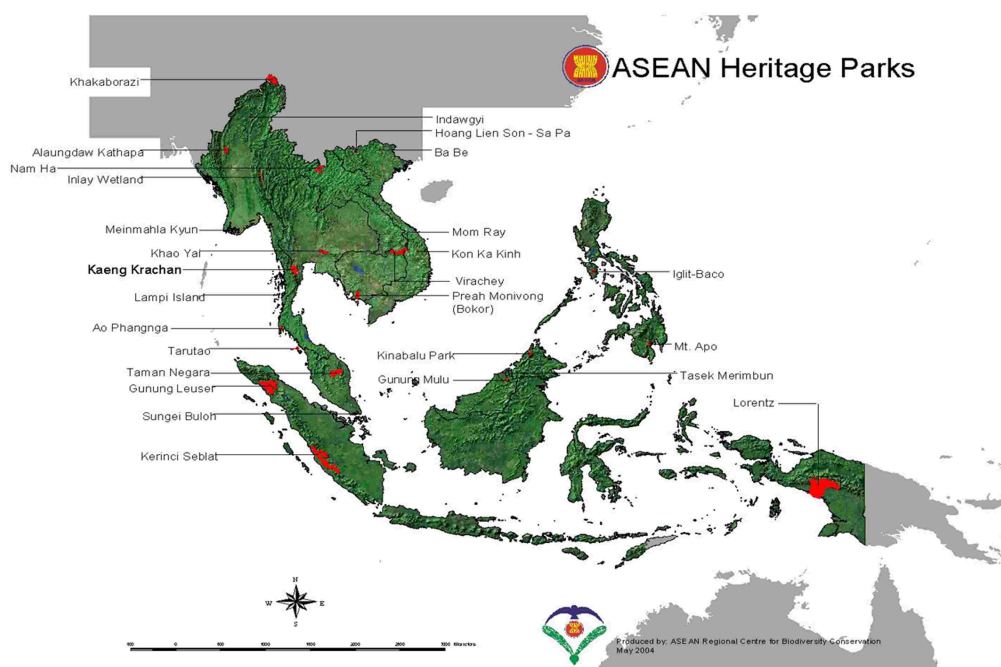 ASEAN Heritage Parks
Khakaborazi
Indawgyi
Hoang Lien Son - Sa Pa
Alaungdaw Kathapa
Ba Be
Nam Ha
Inlay Wetland
Meinmahla Kyun
Mom Ray
Khao Yai
Kon Ka Kinh
Kaeng Krachan
Iglit-Baco
Virachey
Lampi Island
Preah Monivong
(Bokor)
Ao Phangnga
Tarutao
Kinabalu Park
Mt. Apo
Taman Negara
Gunung Mulu
Tasek Merimbun
Gunung Leuser
Lorentz
Sungei Buloh
Kerinci Seblat
N
W E
S
Produced by: ASEAN Regional Centre for Biodiversity Conservation
May 2004